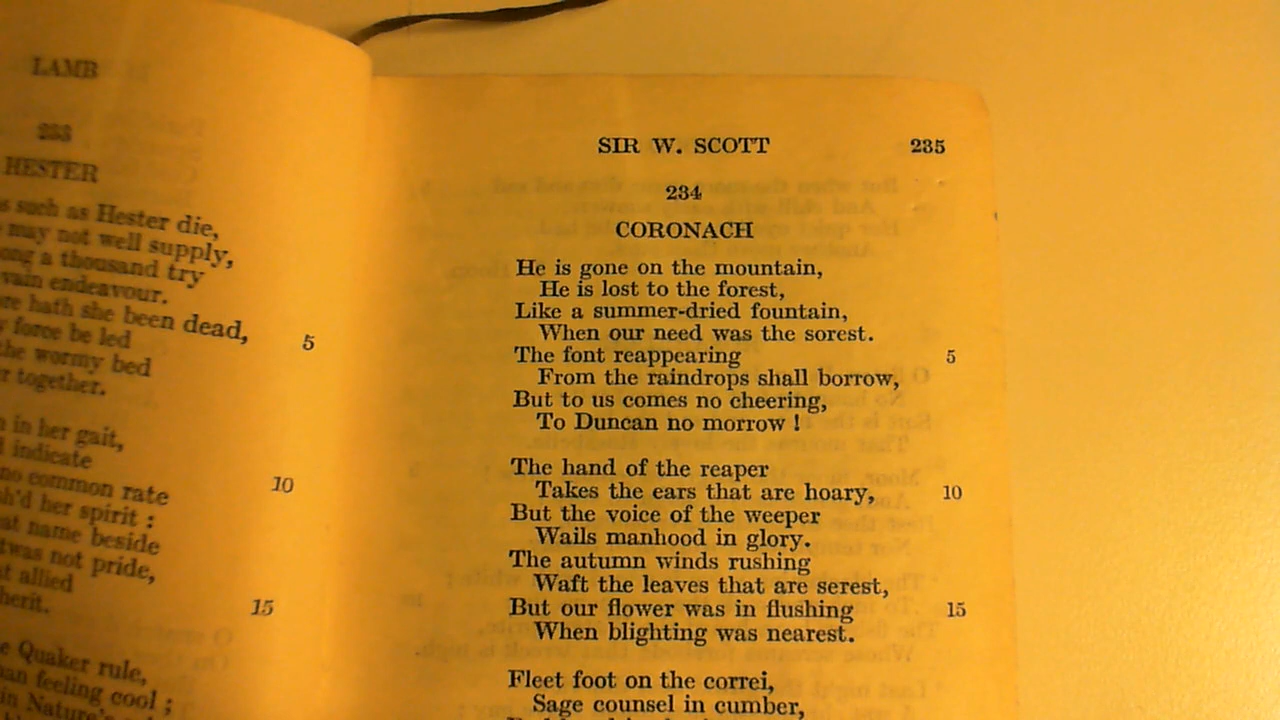 LAMB
233
HESTER
such as Hester die,
may not well supply,
a thousand try
vain endeavour.
hath she been dead,
force be led 5
the wormy bed
together.
in her gait,
indicate
no common rate 10
her spirit :
name beside
was not pride,
allied
15
Quaker rule,
feeling cool ;
in Nature's
SIR W. SCOTT 235
234
CORONACH
He is gone on the mountain,
He is lost to the forest,
Like a summer-dried fountain,
When our need was the sorest.
The font reappearing 5
From the raindrops shall borrow,
But to us comes no cheering,
To Duncan no morrow !
The hand of the reaper
Takes the ears that are hoary, 10
But the voice of the weeper
Wails manhood in glory.
The autumn winds rushing
Waft the leaves that are serest,
But our flower was in flushing 15
When blighting was nearest.
Fleet foot on the correi,
Sage counsel in cumber,